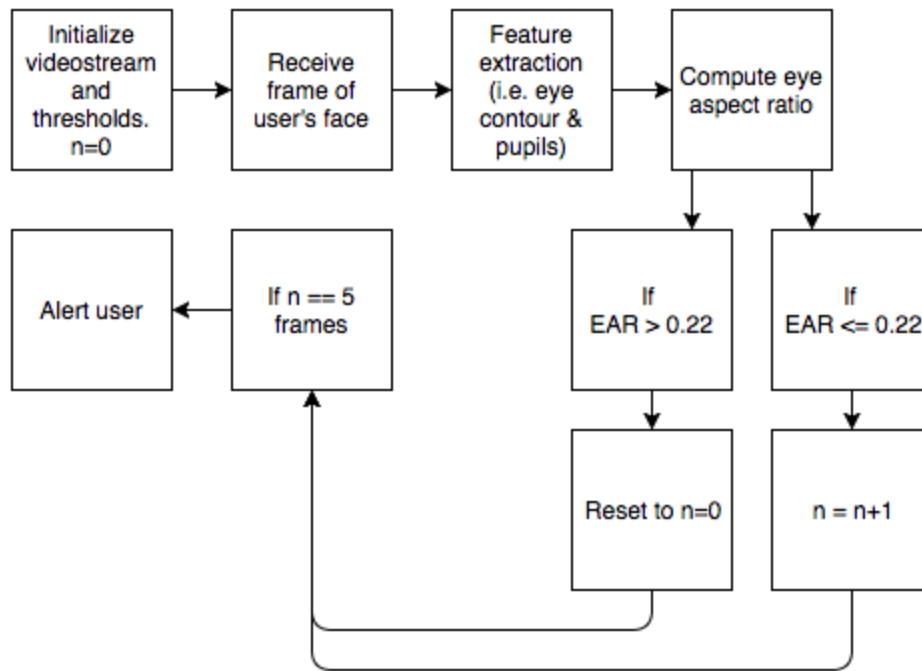 Initialize
videostream
and
thresholds.
n=0
Receive
frame of
user's face
Feature
extraction
(i.e. eye
contour &
pupils)
Compute eye
aspect ratio
Alert user
If n == 5
frames
If
EAR > 0.22
If
EAR <= 0.22
Reset to n=0
n = n+1